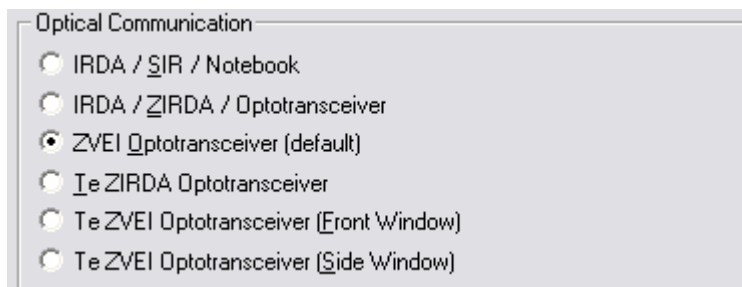 Optical Communication
IRDA / SIR / Notebook
IRDA / ZIRDA / Optotransceiver
ZVEI Optotransceiver (default)
Te ZIRDA Optotransceiver
Te ZVEI Optotransceiver (Front Window)
Te ZVEI Optotransceiver (Side Window)